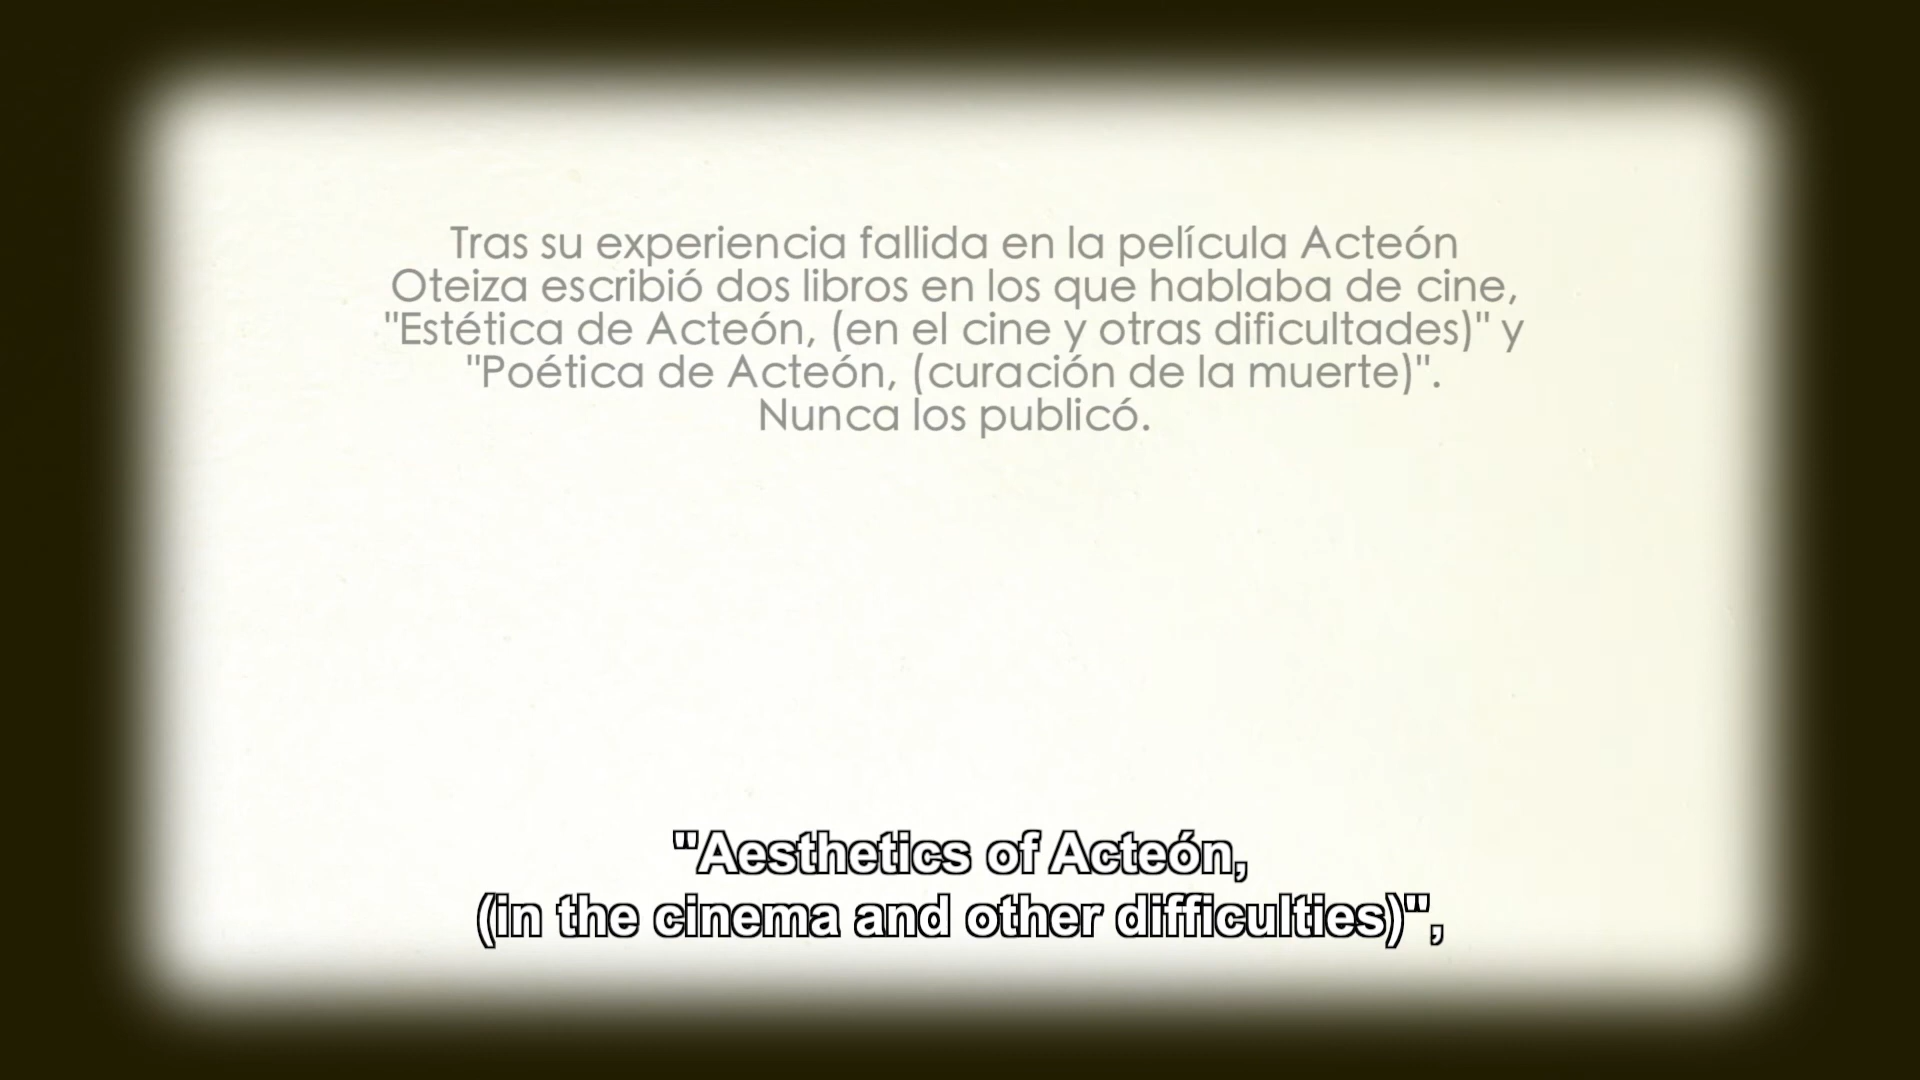 Tras su experiencia fallida en la película Acteón
Oteiza escribió dos libros en los que hablaba de cine,
"Estética de Acteón, (en el cine y otras dificultades)" y
"Poética de Acteón, (curación de la muerte)".
Nunca los publicó.
"Aesthetics of Acteón,
(in the cinema and other difficulties)",